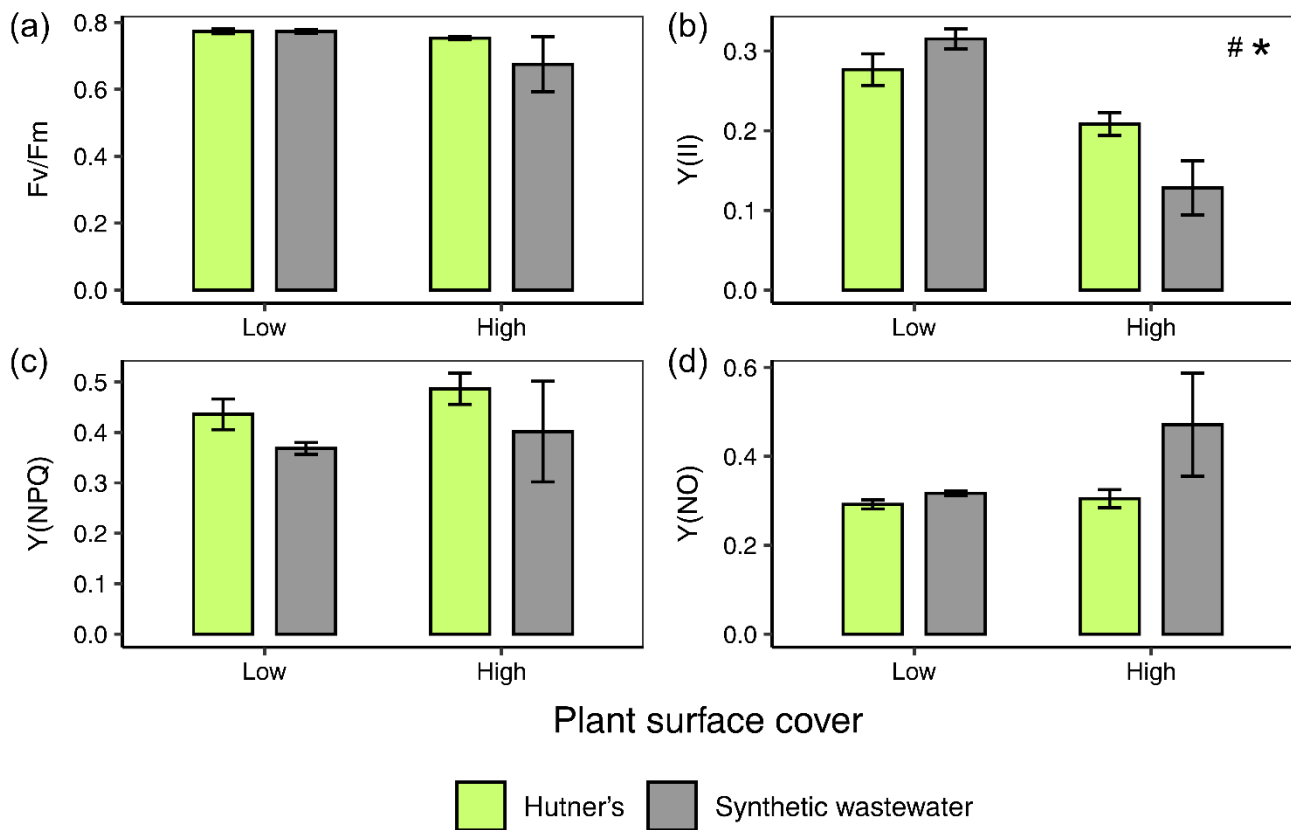 (a)
Fv/Fm
0.8
0.6
0.4
0.2
0.0
Low High
(b)
# *
Y(II)
0.3
0.2
0.1
0.0
Low High
(c)
Y(NPQ)
0.5
0.4
0.3
0.2
0.1
0.0
Low High
(d)
Y(NO)
0.6
0.4
0.2
0.0
Low High
Plant surface cover
Hutner's Synthetic wastewater